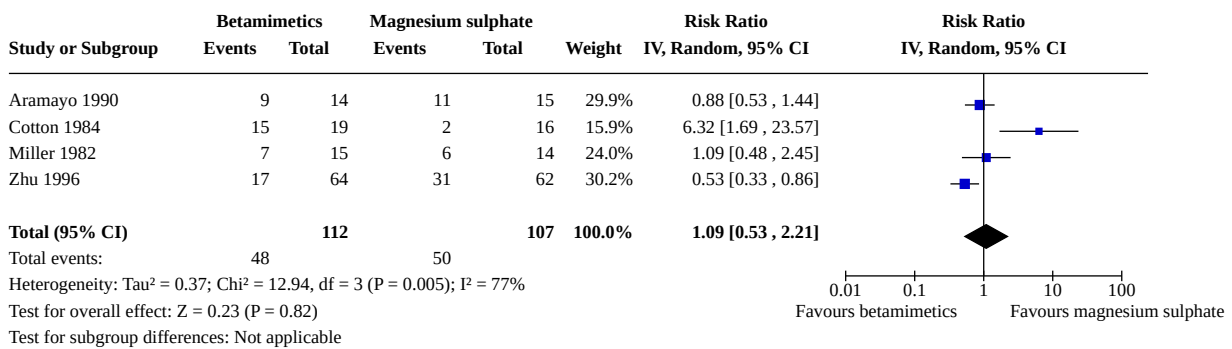 Betamimetics Magnesium sulphate Risk Ratio Risk Ratio
Study or Subgroup Events Total Events Total Weight IV, Random, 95% CI IV, Random, 95% CI
Aramayo 1990 9 14 11 15 29.9% 0.88 [0.53 , 1.44]
Cotton 1984 15 19 2 16 15.9% 6.32 [1.69 , 23.57]
Miller 1982 7 15 6 14 24.0% 1.09 [0.48 , 2.45]
Zhu 1996 17 64 31 62 30.2% 0.53 [0.33 , 0.86]
Total (95% CI) 112 107 100.0% 1.09 [0.53 , 2.21]
Total events: 48 50
Heterogeneity: Tau² = 0.37; Chi² = 12.94, df = 3 (P = 0.005); I² = 77%
0.01 0.1 1 10 100
Test for overall effect: Z = 0.23 (P = 0.82) Favours betamimetics Favours magnesium sulphate
Test for subgroup differences: Not applicable